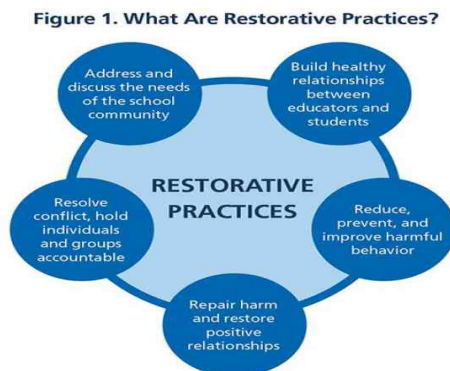 Figure 1. What Are Restorative Practices?
Address and
discuss the needs
of the school
community
Build healthy
relationships
between
educators and
students
RESTORATIVE
PRACTICES
Resolve
conflict, hold
individuals
and groups
accountable
Reduce,
prevent, and
improve harmful
behavior
Repair harm
and restore
positive
relationships